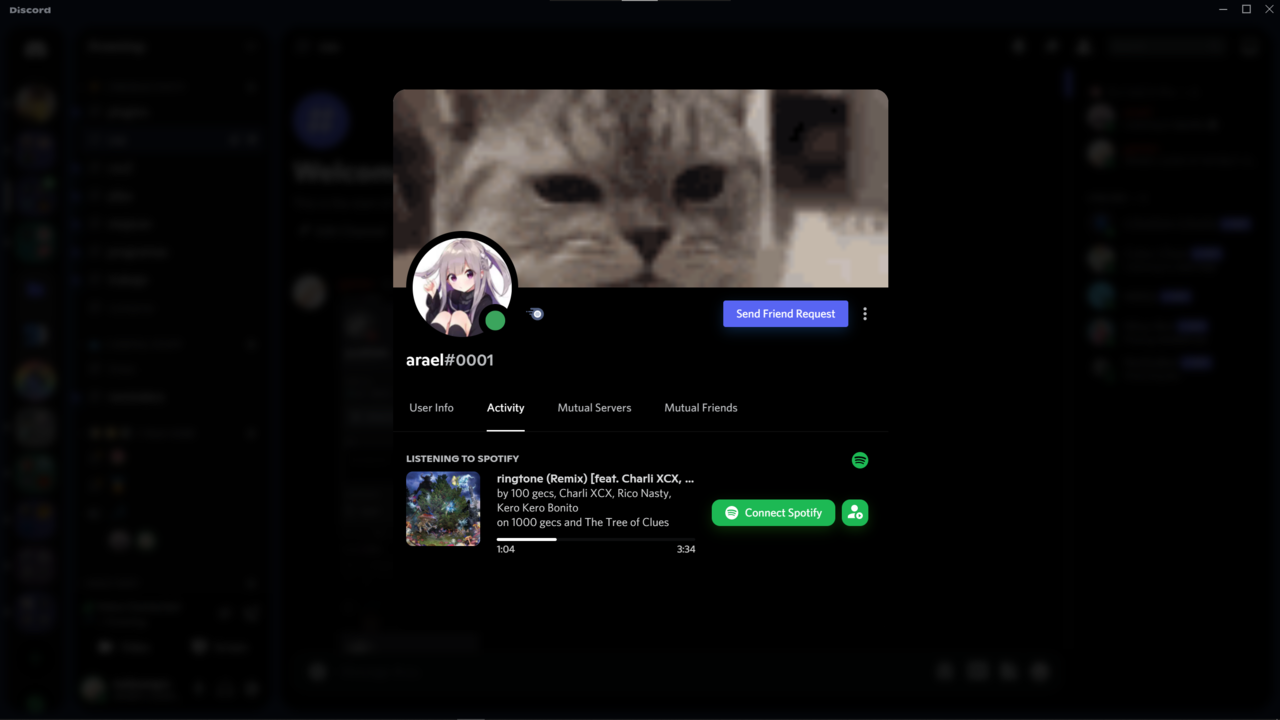 Discord
Send Friend Request
arael#0001
User Info
Activity
Mutual Servers
Mutual Friends
LISTENING TO SPOTIFY
ringtone (Remix) [feat. Charli XCX, ...
by 100 gecs, Charli XCX, Rico Nasty,
Kero Kero Bonito
on 1000 gecs and The Tree of Clues
Connect Spotify
1:04
3:34